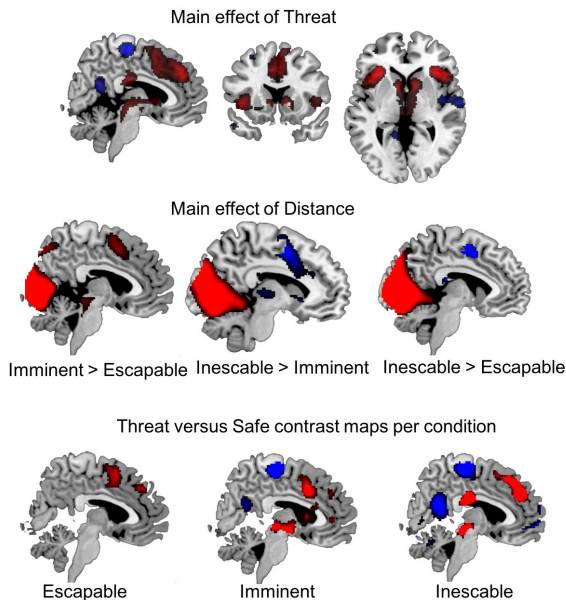 Main effect of Threat
Main effect of Distance
Imminent > Escapable
Inescable > Imminent
Inescable > Escapable
Threat versus Safe contrast maps per condition
Escapable
Imminent
Inescable